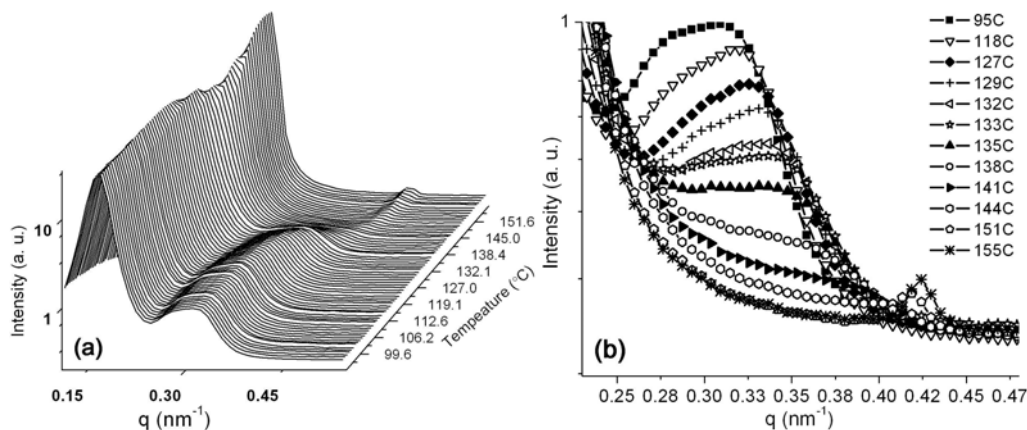 (a)
Intensity (a. u.)
10
1
0.15 0.30 0.45
q (nm⁻¹)
151.6
145.0
138.4
132.1
127.0
119.1
112.6
106.2
99.6
Tempeature (°C)
(b)
Intensity (a. u.)
1
0.25 0.28 0.30 0.33 0.35 0.38 0.40 0.42 0.45 0.47
q (nm⁻¹)
95C
118C
127C
129C
132C
133C
135C
138C
141C
144C
151C
155C